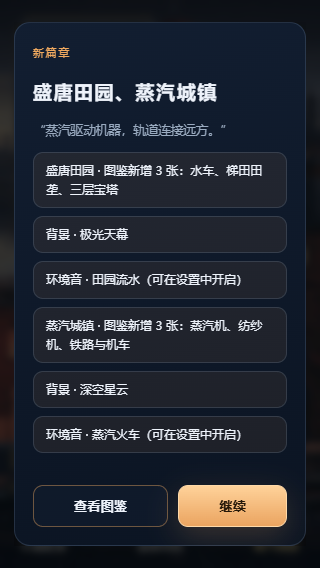 新篇章
盛唐田园、蒸汽城镇
“蒸汽驱动机器，轨道连接远方。”
盛唐田园 · 图鉴新增 3 张：水车、梯田田
垄、三层宝塔
背景 · 极光天幕
环境音 · 田园流水（可在设置中开启）
蒸汽城镇 · 图鉴新增 3 张：蒸汽机、纺纱
机、铁路与机车
背景 · 深空星云
环境音 · 蒸汽火车（可在设置中开启）
查看图鉴
继续